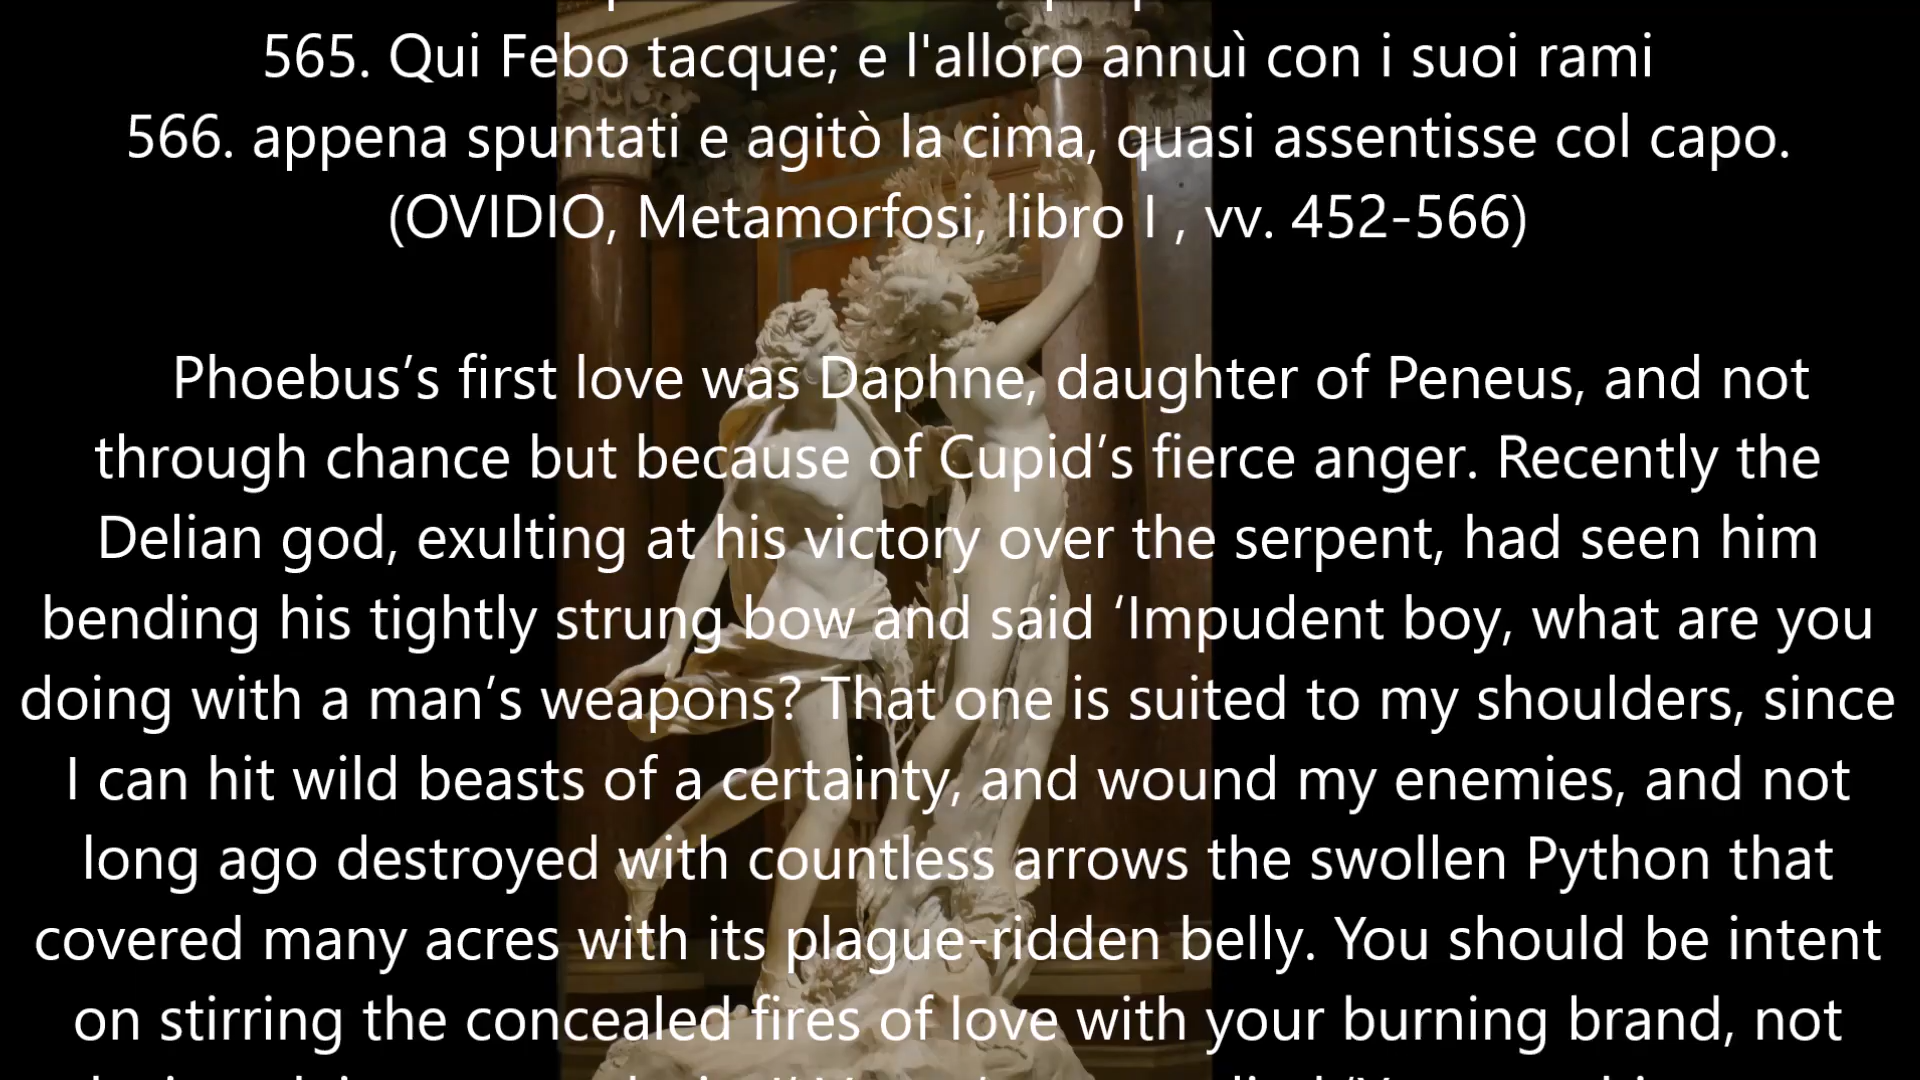 565. Qui Febo tacque; e l'alloro annuì con i suoi rami
566. appena spuntati e agitò la cima, quasi assentisse col capo.
(OVIDIO, Metamorfosi, libro I , vv. 452-566)
Phoebus’s first love was Daphne, daughter of Peneus, and not
through chance but because of Cupid’s fierce anger. Recently the
Delian god, exulting at his victory over the serpent, had seen him
bending his tightly strung bow and said ‘Impudent boy, what are you
doing with a man’s weapons? That one is suited to my shoulders, since
I can hit wild beasts of a certainty, and wound my enemies, and not
long ago destroyed with countless arrows the swollen Python that
covered many acres with its plague-ridden belly. You should be intent
on stirring the concealed fires of love with your burning brand, not